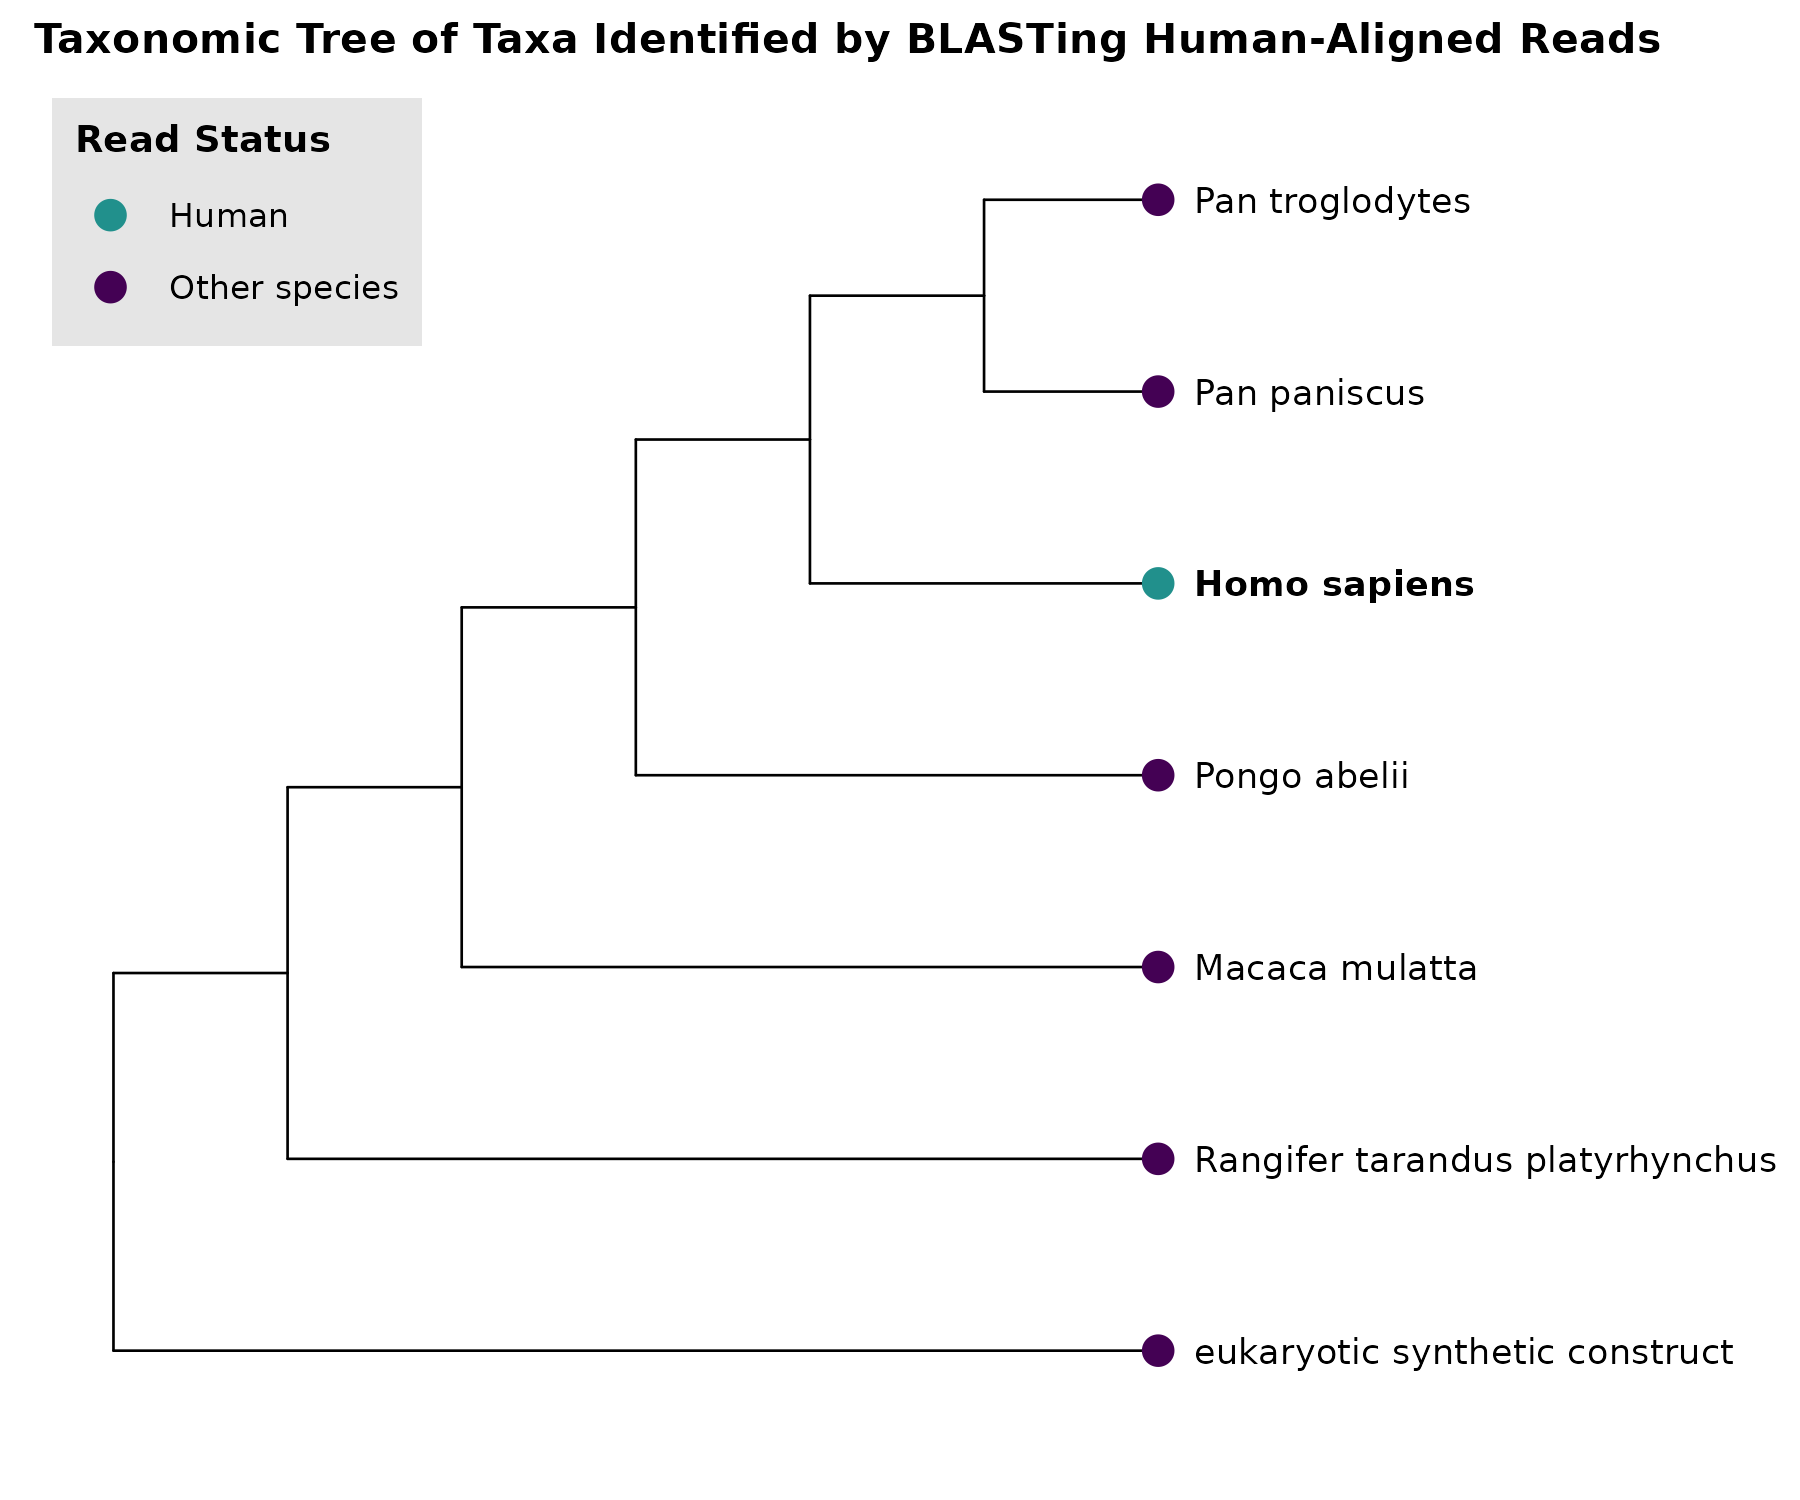 Taxonomic Tree of Taxa Identified by BLASTing Human-Aligned Reads
Read Status
Human
Other species
Pan troglodytes
Pan paniscus
Homo sapiens
Pongo abelii
Macaca mulatta
Rangifer tarandus platyrhynchus
eukaryotic synthetic construct